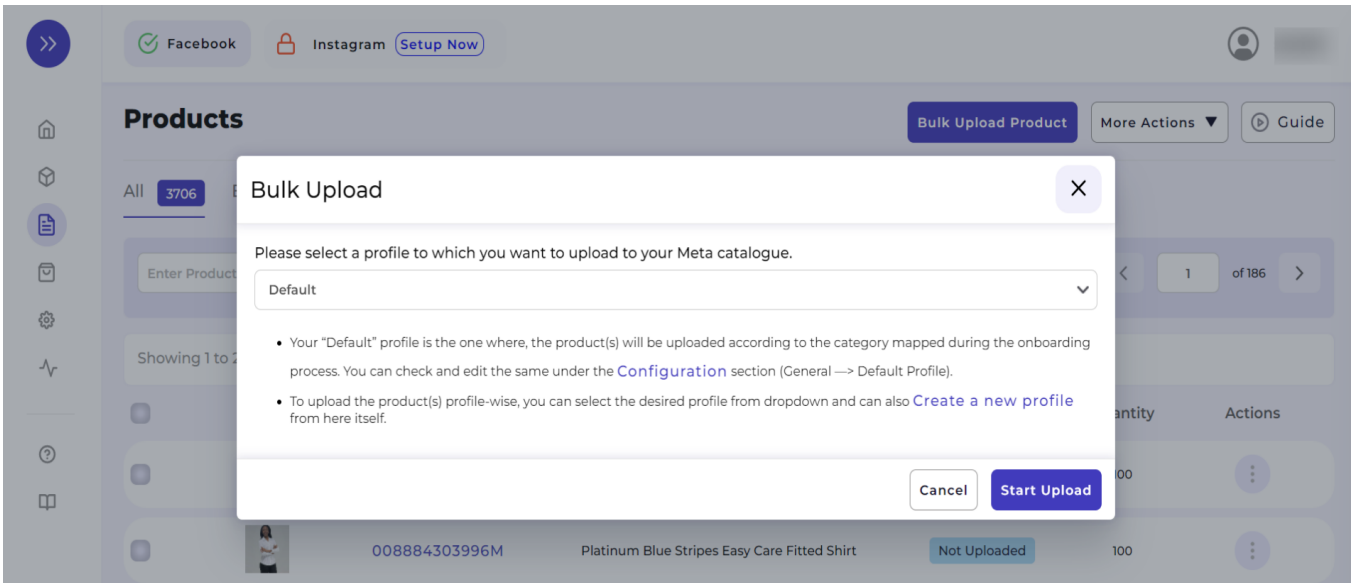 Facebook
Instagram Setup Now
Products
Bulk Upload Product
More Actions ▼
Guide
All 3706
Bulk Upload
Please select a profile to which you want to upload to your Meta catalogue.
Enter Product
1 of 186
Default
• Your “Default” profile is the one where, the product(s) will be uploaded according to the category mapped during the onboarding
process. You can check and edit the same under the Configuration section (General —> Default Profile).
Showing 1 to
• To upload the product(s) profile-wise, you can select the desired profile from dropdown and can also Create a new profile
from here itself.
Actions
Cancel
Start Upload
008884303996M
Platinum Blue Stripes Easy Care Fitted Shirt
Not Uploaded
100